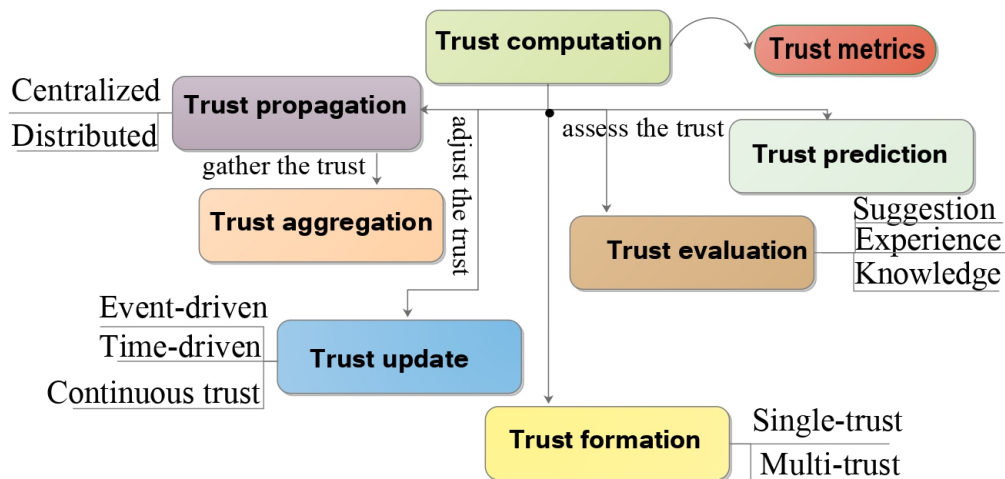 Trust computation
Trust metrics
Centralized
Distributed
Trust propagation
gather the trust
adjust the trust
assess the trust
Trust prediction
Trust aggregation
Trust evaluation
Suggestion
Experience
Knowledge
Event-driven
Time-driven
Continuous trust
Trust update
Trust formation
Single-trust
Multi-trust